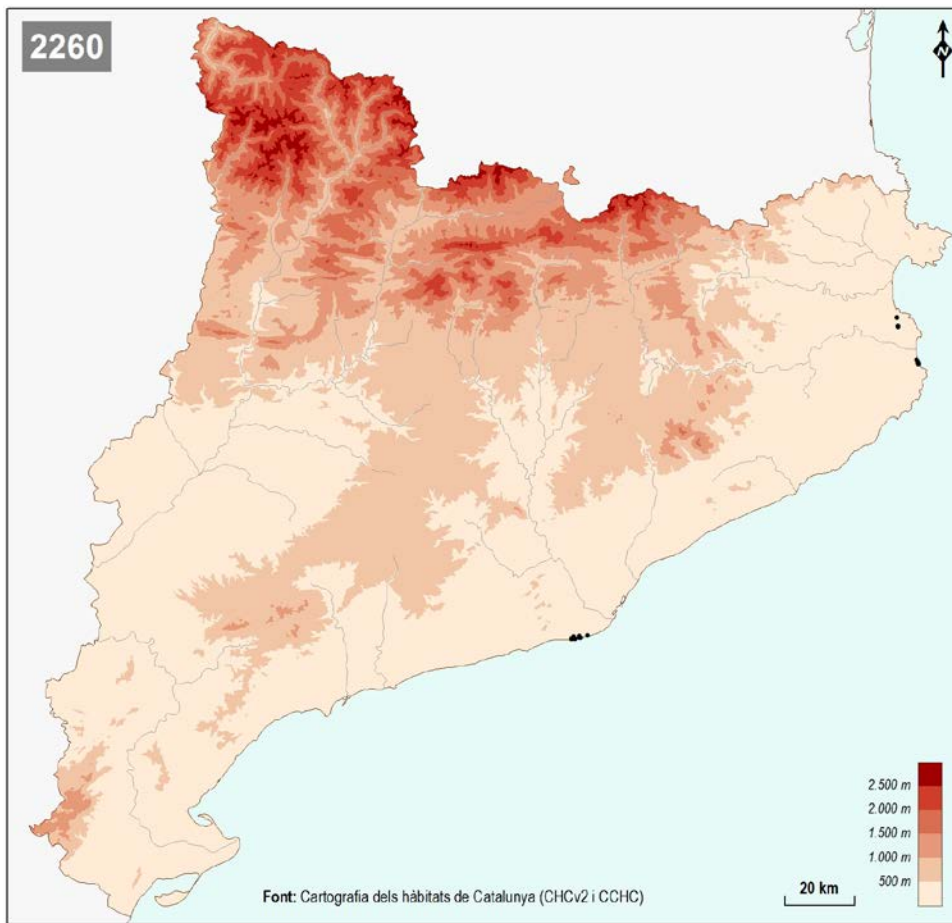 2260
N
2.500 m
2.000 m
1.500 m
1.000 m
500 m
Font: Cartografia dels hàbitats de Catalunya (CHCv2 i CCHC)
20 km